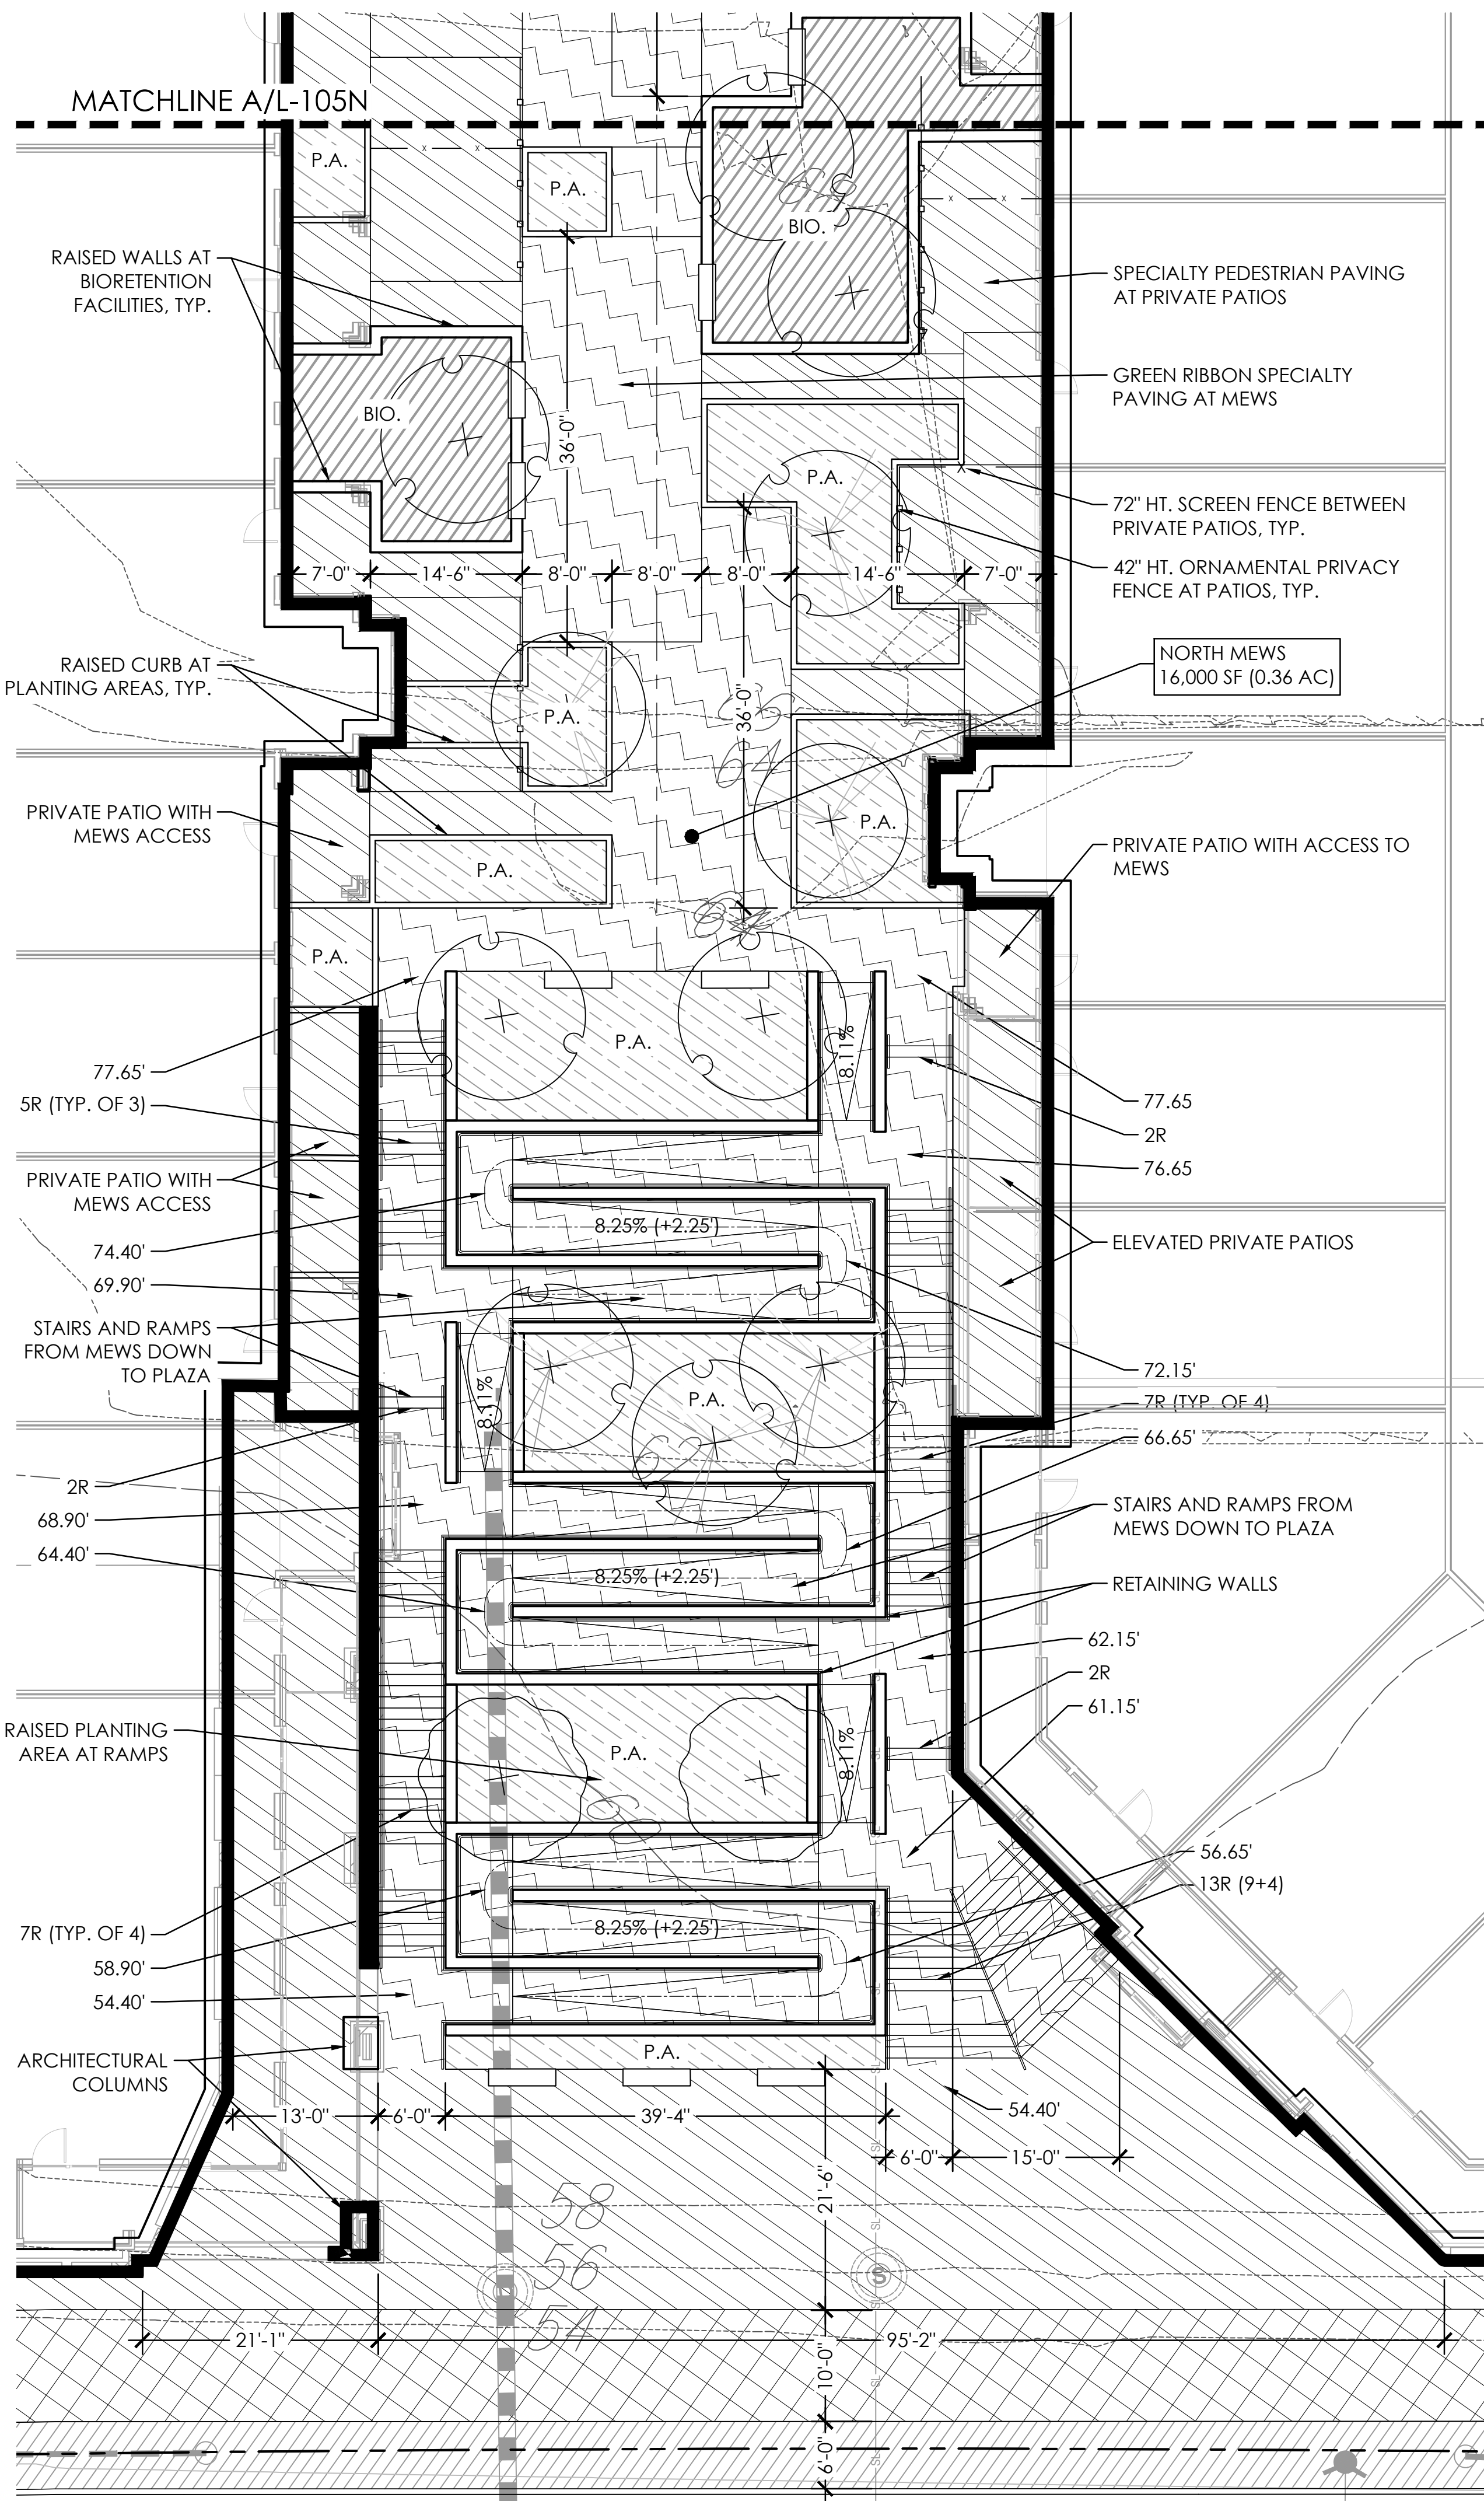 MATCHLINE A/L-105N
P.A.
P.A.
68
BIO.
RAISED WALLS AT
BIORETENTION
FACILITIES, TYP.
SPECIALTY PEDESTRIAN PAVING
AT PRIVATE PATIOS
x x
x x
GREEN RIBBON SPECIALTY
PAVING AT MEWS
BIO.
36'-0"
P.A.
X
72" HT. SCREEN FENCE BETWEEN
PRIVATE PATIOS, TYP.
42" HT. ORNAMENTAL PRIVACY
FENCE AT PATIOS, TYP.
7'-0"
14'-6"
8'-0"
8'-0"
8'-0"
14'-6"
7'-0"
RAISED CURB AT
PLANTING AREAS, TYP.
NORTH MEWS
16,000 SF (0.36 AC)
P.A.
36'-0"
66
64
PRIVATE PATIO WITH
MEWS ACCESS
P.A.
P.A.
PRIVATE PATIO WITH ACCESS TO
MEWS
P.A.
P.A.
8.11%
77.65'
5R (TYP. OF 3)
77.65
2R
76.65
PRIVATE PATIO WITH
MEWS ACCESS
74.40'
69.90'
8.25% (+2.25')
ELEVATED PRIVATE PATIOS
STAIRS AND RAMPS
FROM MEWS DOWN
TO PLAZA
8.11%
P.A.
62
72.15'
7R (TYP. OF 4)
66.65'
2R
68.90'
64.40'
STAIRS AND RAMPS FROM
MEWS DOWN TO PLAZA
8.25% (+2.25')
RETAINING WALLS
62.15'
2R
61.15'
RAISED PLANTING
AREA AT RAMPS
P.A.
8.11%
60
56.65'
13R (9+4)
7R (TYP. OF 4)
58.90'
54.40'
8.25% (+2.25')
ARCHITECTURAL
COLUMNS
P.A.
54.40'
13'-0"
6'-0"
39'-4"
6'-0"
15'-0"
21'-6"
58
56
54
S
SL
21'-1"
95'-2"
10'-0"
6'-0"